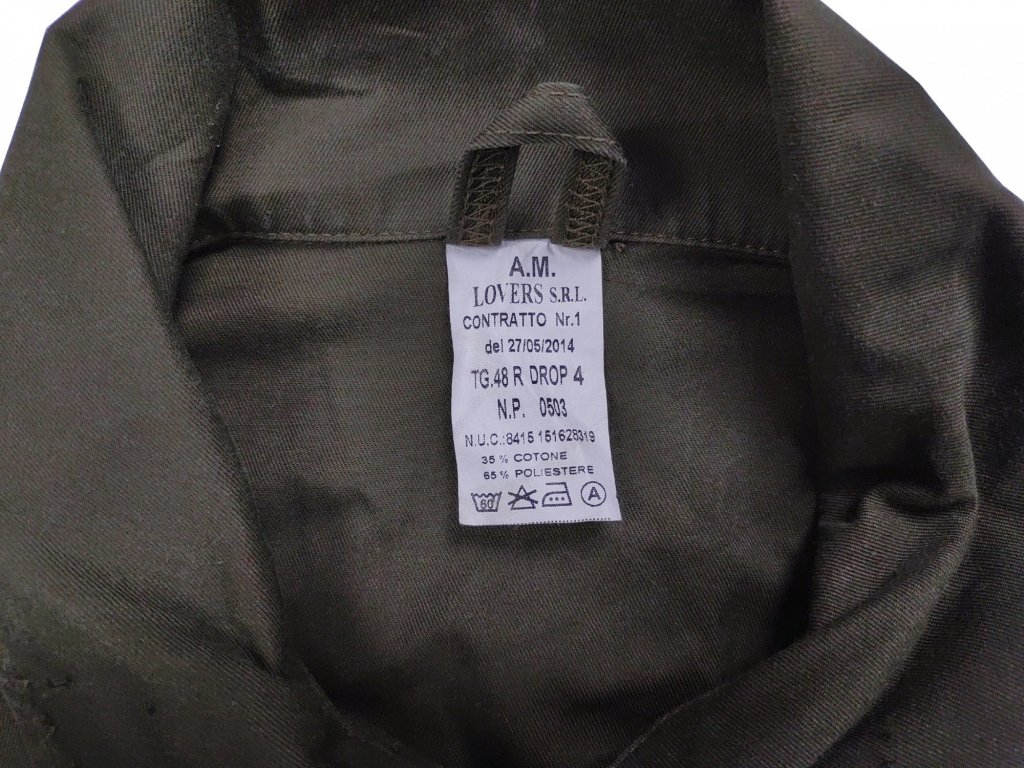 A.M.
LOVERS S.R.L.
CONTRATTO Nr.1
del 27/05/2014
TG.48 R DROP 4
N.P. 0503
N.U.C.:8415 151628319
35 % COTONE
65 % POLIESTERE
60 A